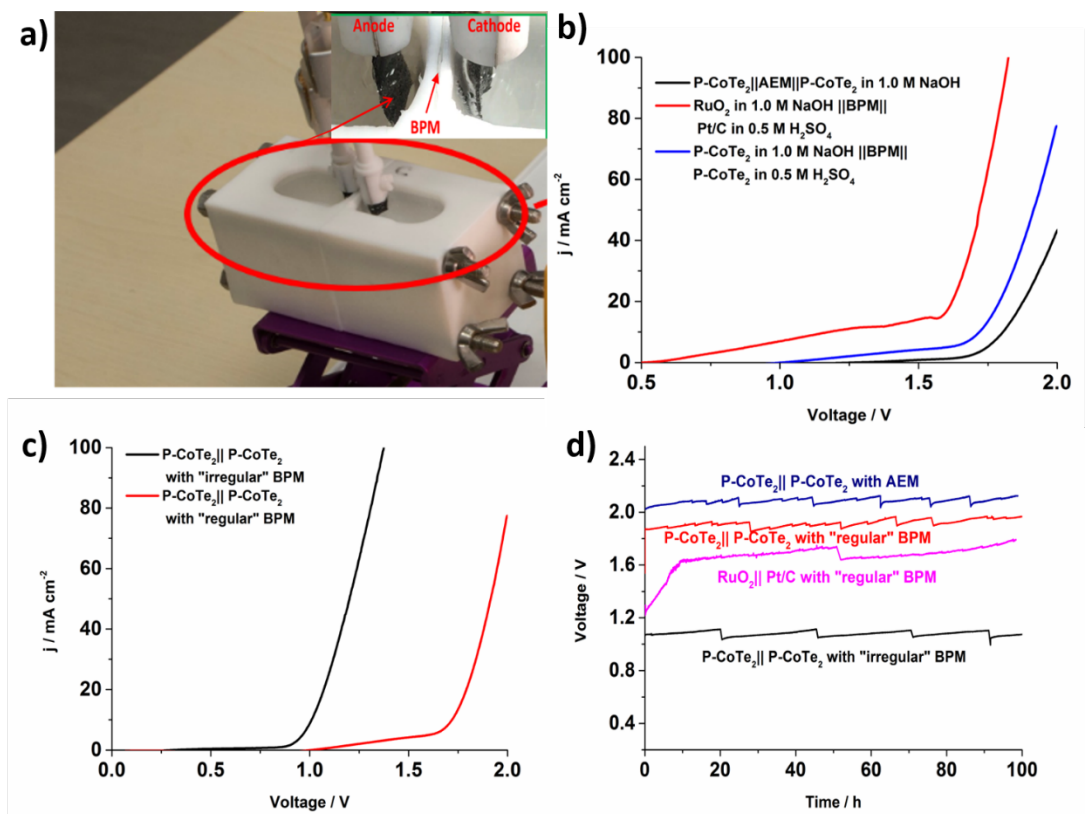 a)
Anode
Cathode
BPM
b)
100
80
60
40
20
0
j / mA cm⁻²
P-CoTe₂||AEM||P-CoTe₂ in 1.0 M NaOH
RuO₂ in 1.0 M NaOH ||BPM||
Pt/C in 0.5 M H₂SO₄
P-CoTe₂ in 1.0 M NaOH ||BPM||
P-CoTe₂ in 0.5 M H₂SO₄
0.5 1.0 1.5 2.0
Voltage / V
c)
100
80
60
40
20
0
j / mA cm⁻²
P-CoTe₂|| P-CoTe₂
with "irregular" BPM
P-CoTe₂|| P-CoTe₂
with "regular" BPM
0.0 0.5 1.0 1.5 2.0
Voltage / V
d)
2.4
2.0
1.6
1.2
0.8
0.4
Voltage / V
P-CoTe₂|| P-CoTe₂ with AEM
P-CoTe₂|| P-CoTe₂ with "regular" BPM
RuO₂|| Pt/C with "regular" BPM
P-CoTe₂|| P-CoTe₂ with "irregular" BPM
0 20 40 60 80 100
Time / h